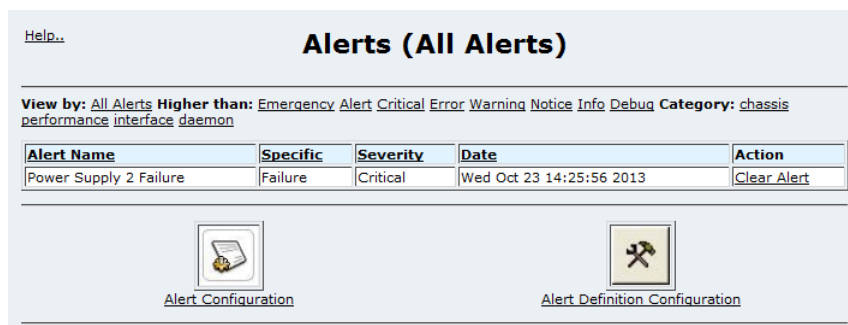 Help..
Alerts (All Alerts)
View by: All Alerts Higher than: Emergency Alert Critical Error Warning Notice Info Debug Category: chassis
performance interface daemon
Alert Name Specific Severity Date Action
Power Supply 2 Failure Failure Critical Wed Oct 23 14:25:56 2013 Clear Alert
Alert Configuration Alert Definition Configuration